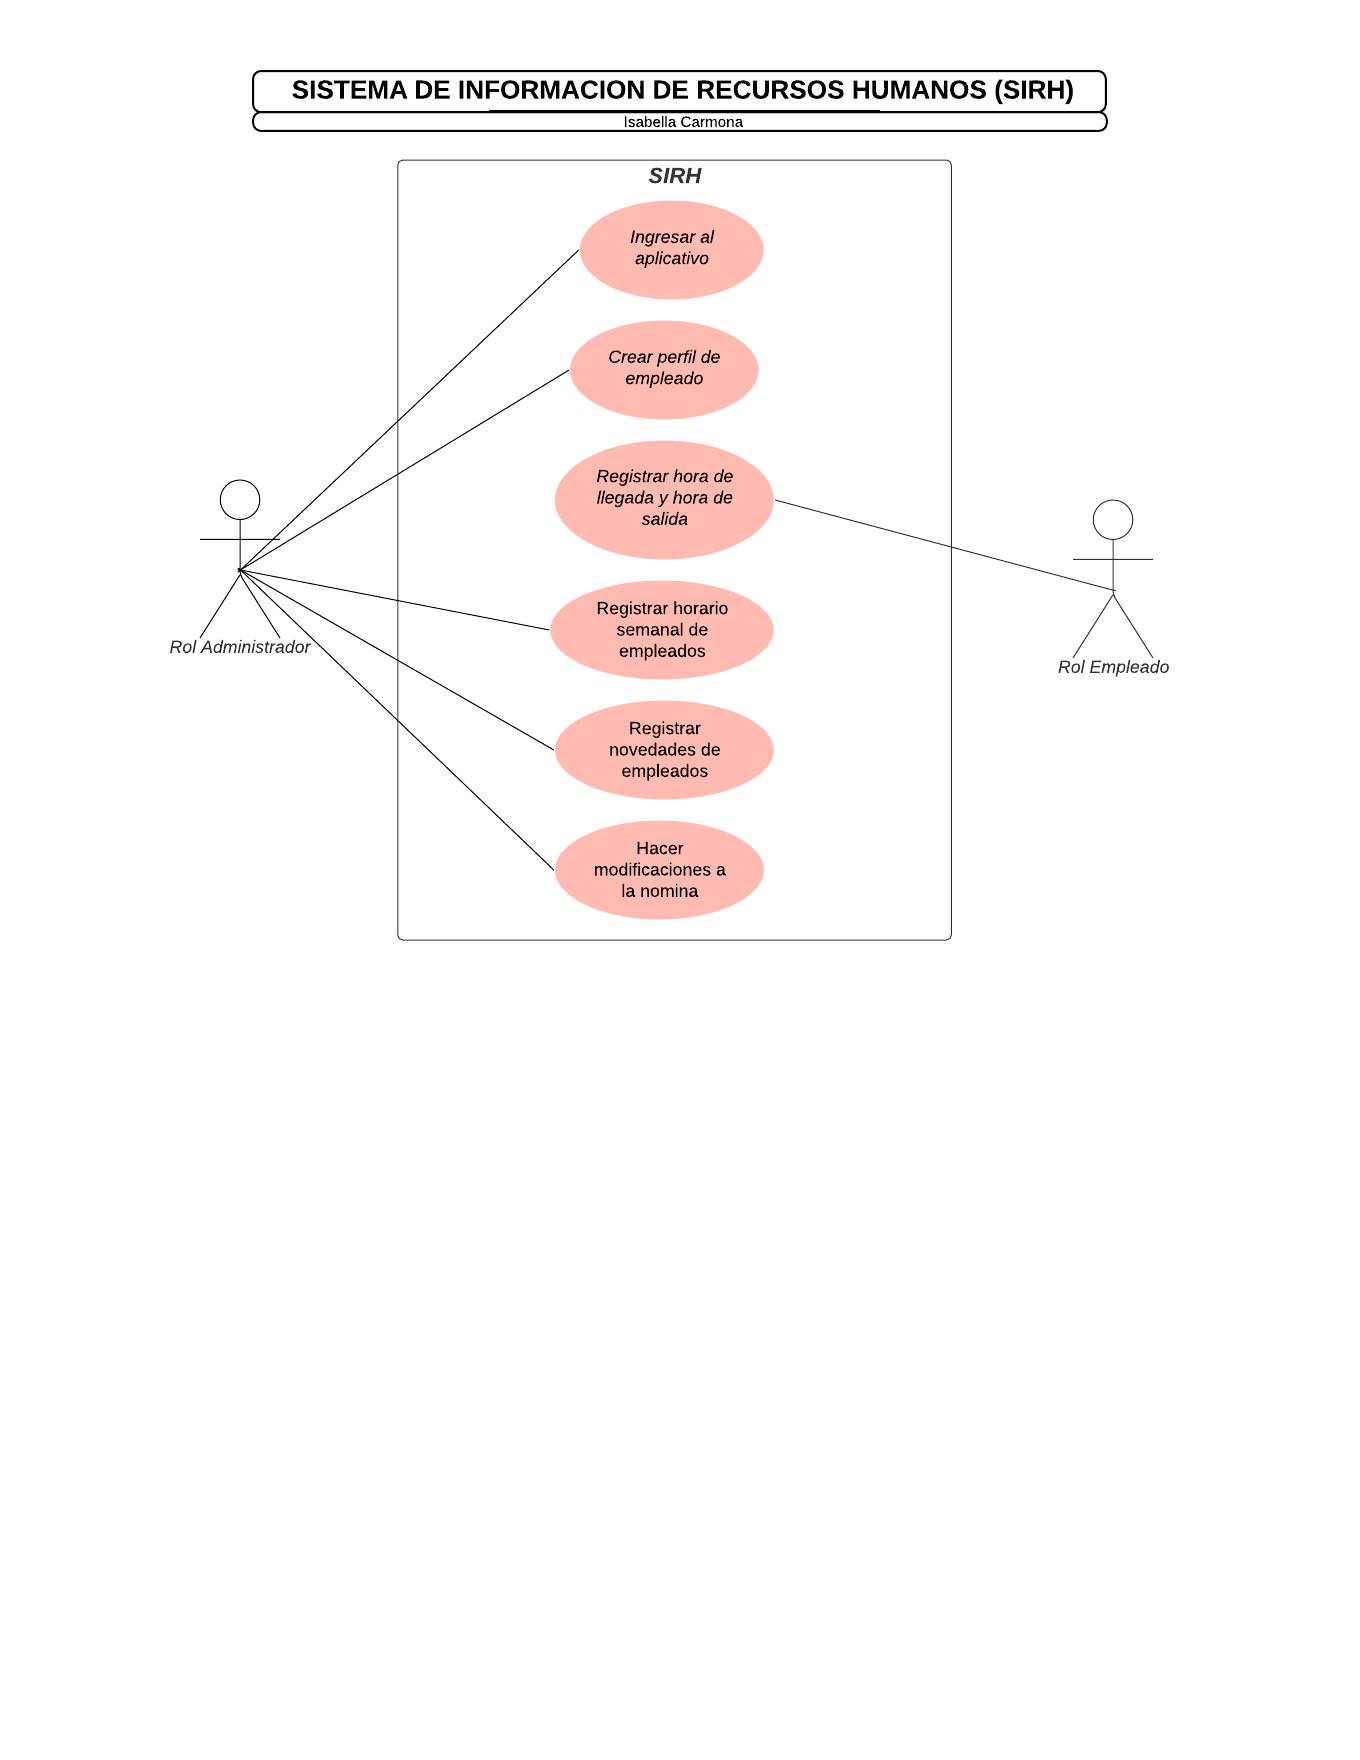 SISTEMA DE INFORMACION DE RECURSOS HUMANOS (SIRH)
Isabella Carmona
SIRH
Ingresar al
aplicativo
Crear perfil de
empleado
Registrar hora de
llegada y hora de
salida
Registrar horario
semanal de
empleados
Rol Administrador
Rol Empleado
Registrar
novedades de
empleados
Hacer
modificaciones a
la nomina